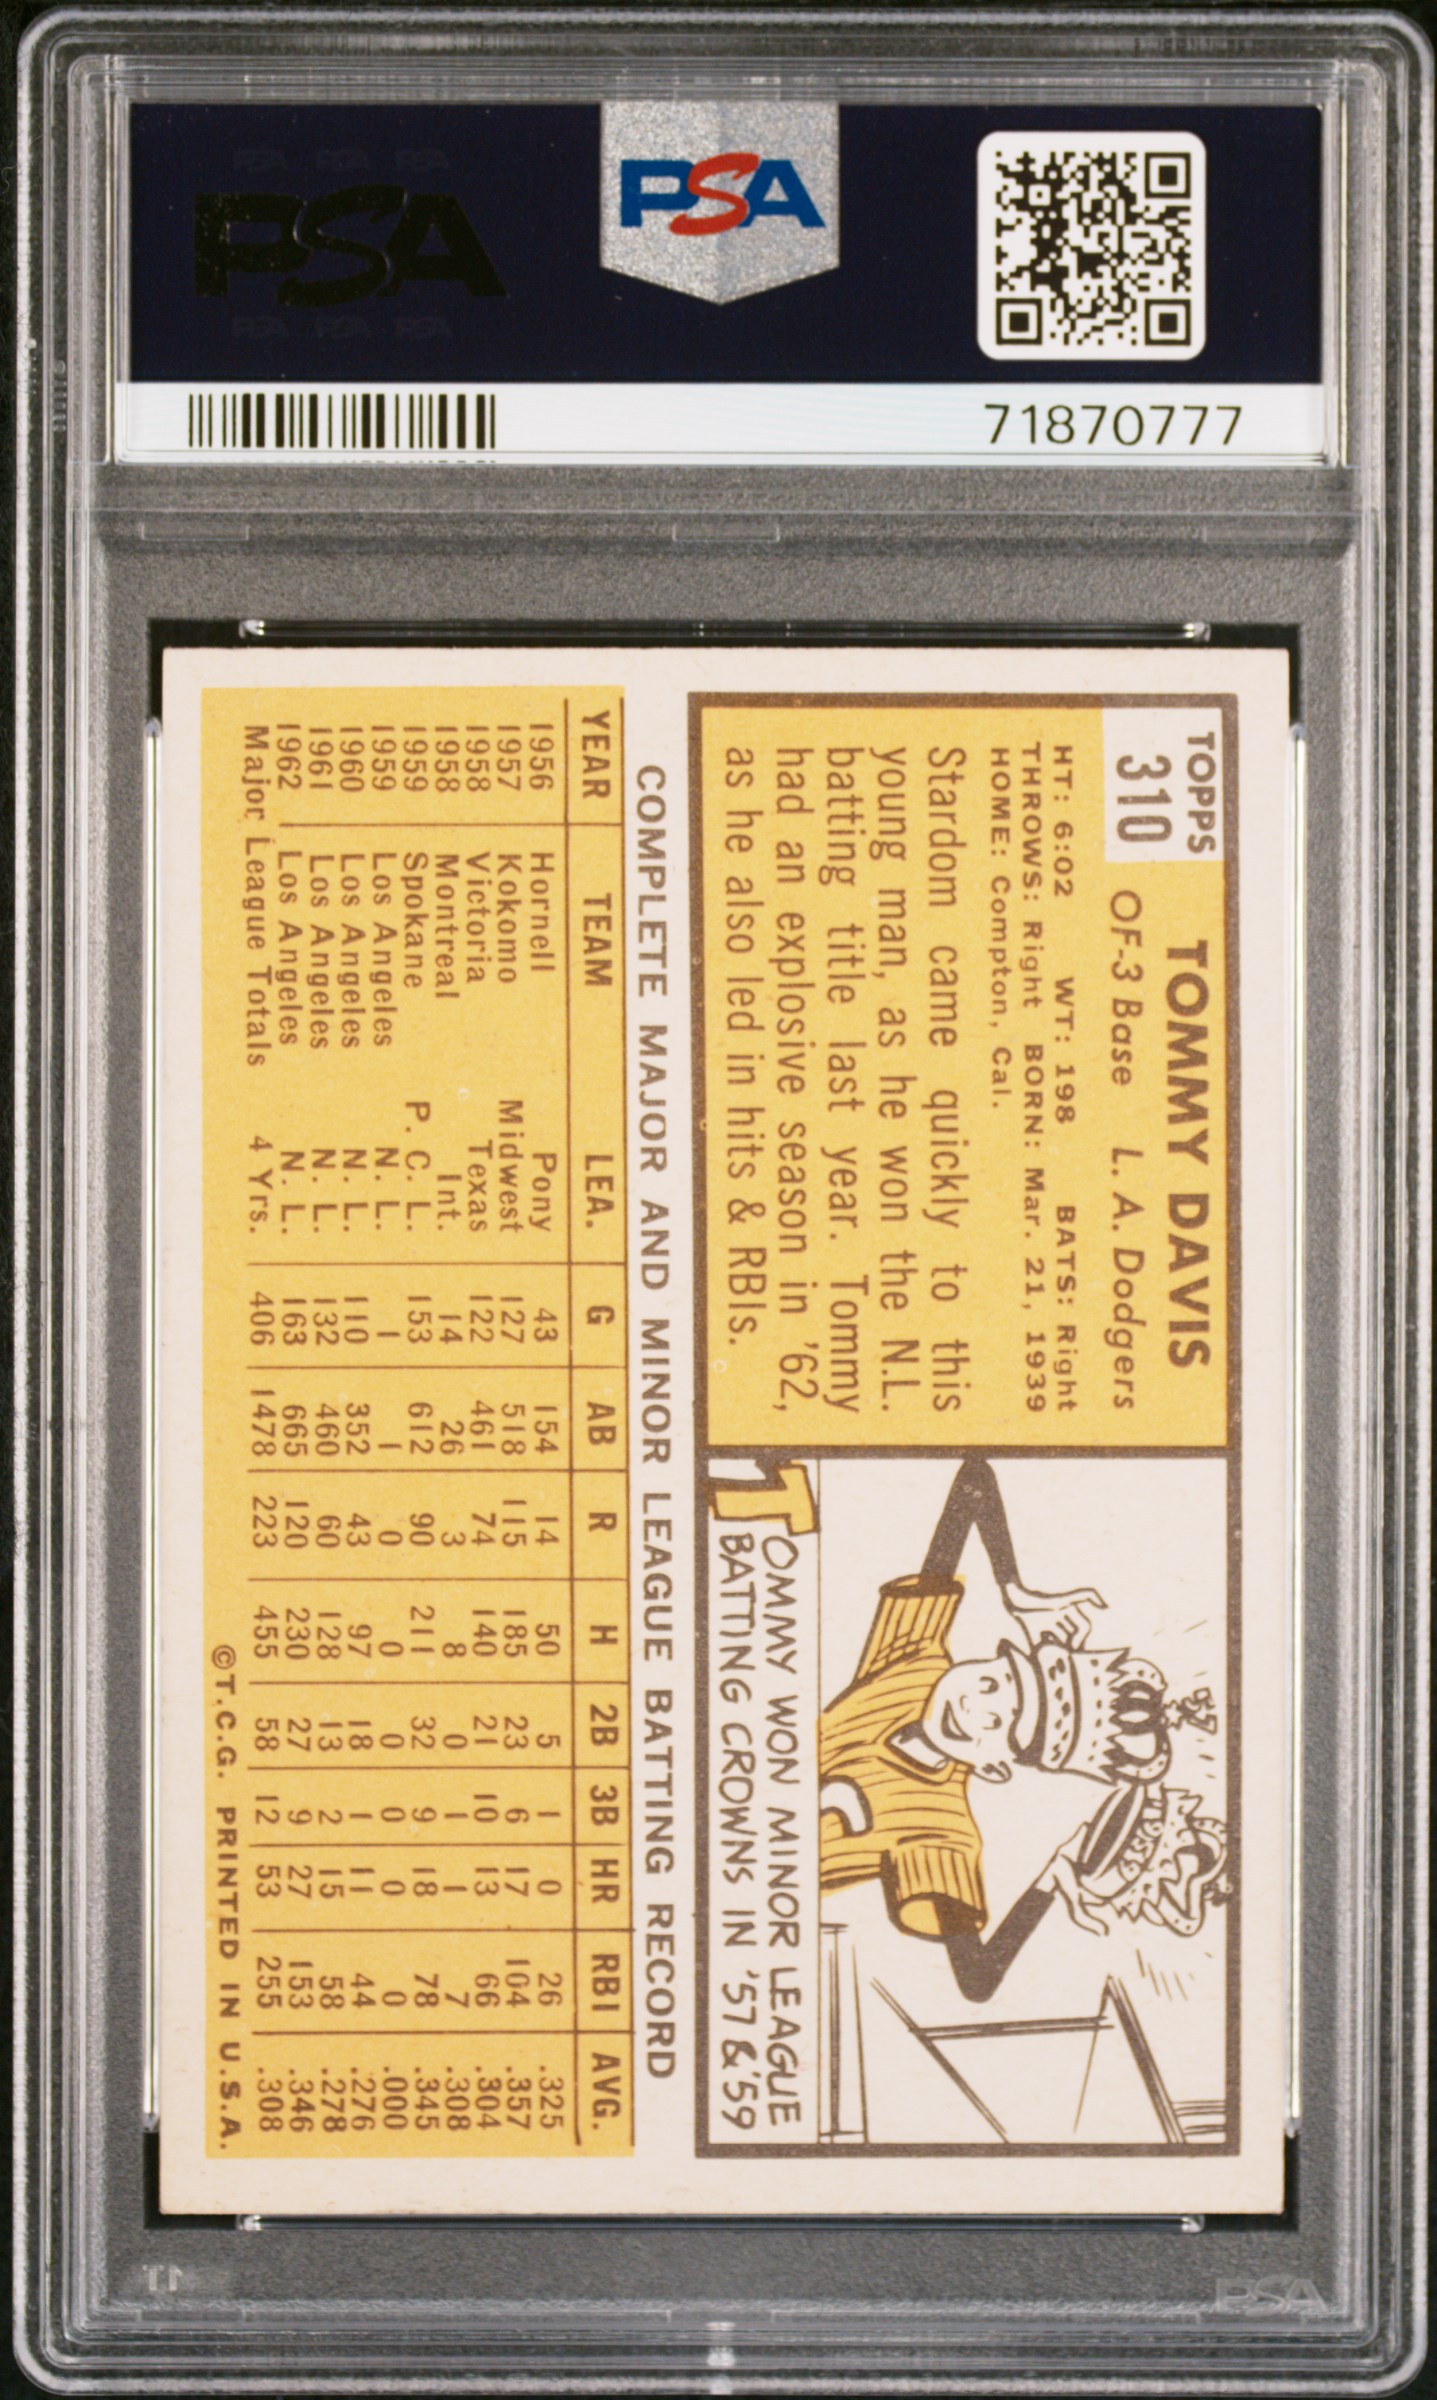 PSA
PSA
71870777
TOPPS
310
TOMMY DAVIS
OF-3 Base L. A. Dodgers
HT: 6:02 WT: 198 BATS: Right
THROWS: Right BORN: Mar. 21, 1939
HOME: Compton, Cal.
Stardom came quickly to this
young man, as he won the N.L.
batting title last year. Tommy
had an explosive season in '62,
as he also led in hits & RBIs.
'57
TOMMY WON MINOR LEAGUE
BATTING CROWNS IN '57 & '59
COMPLETE MAJOR AND MINOR LEAGUE BATTING RECORD
YEAR TEAM LEA. G AB R H 2B 3B HR RBI AVG.
1956 Hornell Pony 43 154 14 50 5 1 0 26 .325
1957 Kokomo Midwest 127 518 115 185 23 6 17 104 .357
1958 Victoria Texas 122 461 74 140 21 10 13 66 .304
1958 Montreal Int. 14 26 3 8 0 1 1 7 .308
1959 Spokane P. C. L. 153 612 90 211 32 9 18 78 .345
1959 Los Angeles N. L. 1 1 0 0 0 0 0 0 .000
1960 Los Angeles N. L. 110 352 43 97 18 1 11 44 .276
1961 Los Angeles N. L. 132 460 60 128 13 2 15 58 .278
1962 Los Angeles N. L. 163 665 120 230 27 9 27 153 .346
Major League Totals 4 Yrs. 406 1478 223 455 58 12 53 255 .308
©T.C.G. PRINTED IN U.S.A.
PSA